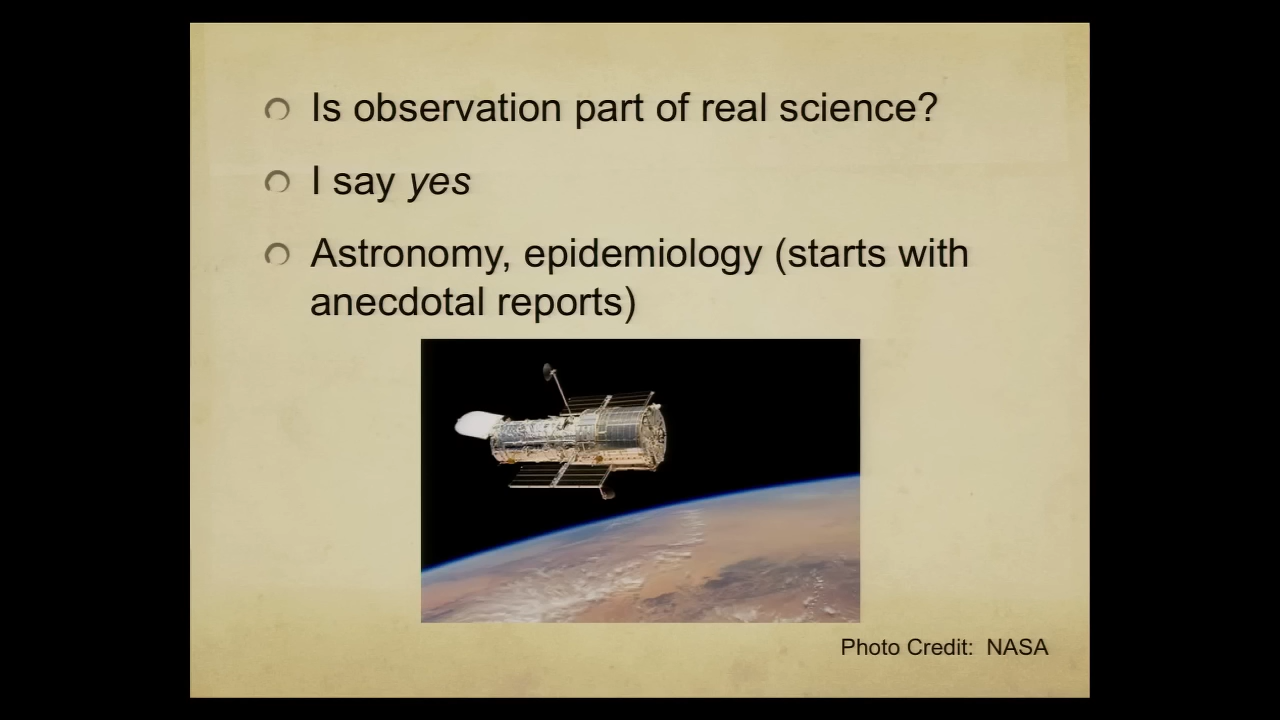 Is observation part of real science?
I say yes
Astronomy, epidemiology (starts with
anecdotal reports)
Photo Credit:  NASA